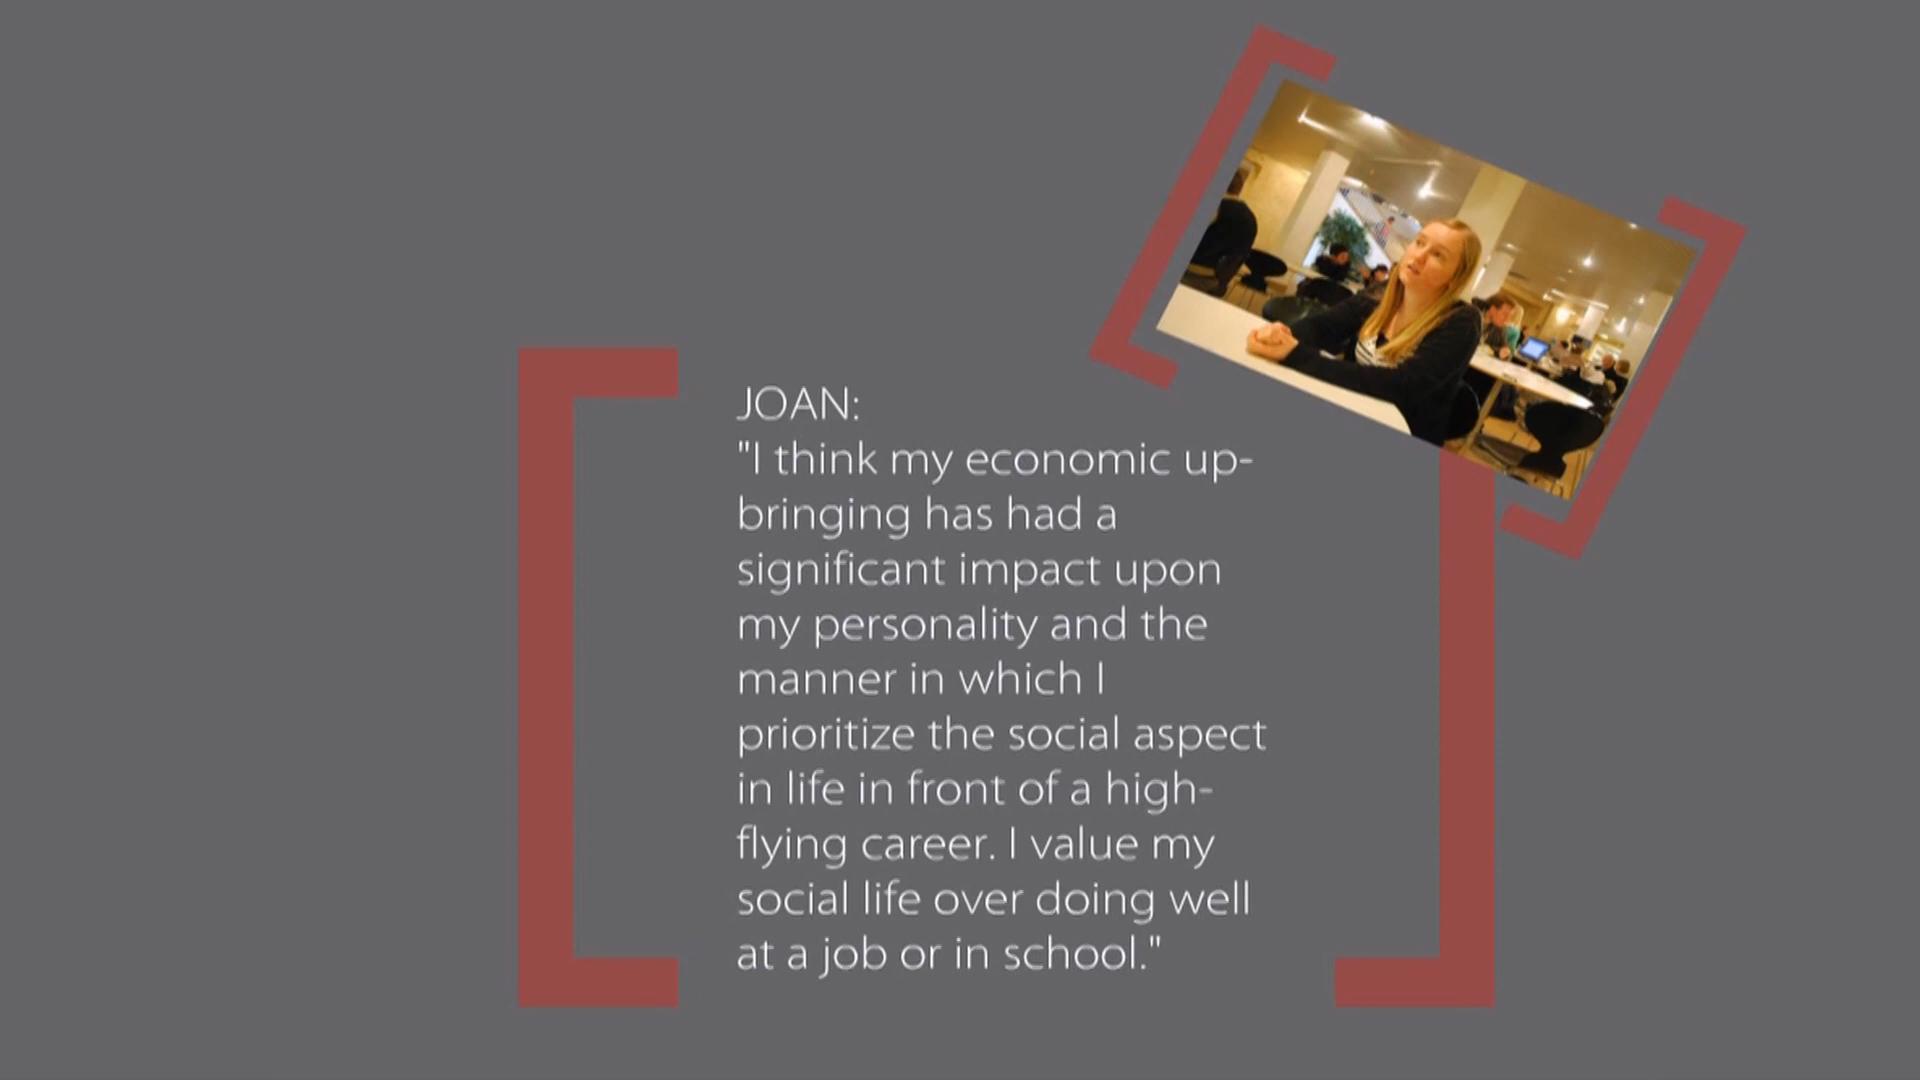 JOAN:
"I think my economic up-
bringing has had a
significant impact upon
my personality and the
manner in which I
prioritize the social aspect
in life in front of a high-
flying career. I value my
social life over doing well
at a job or in school."